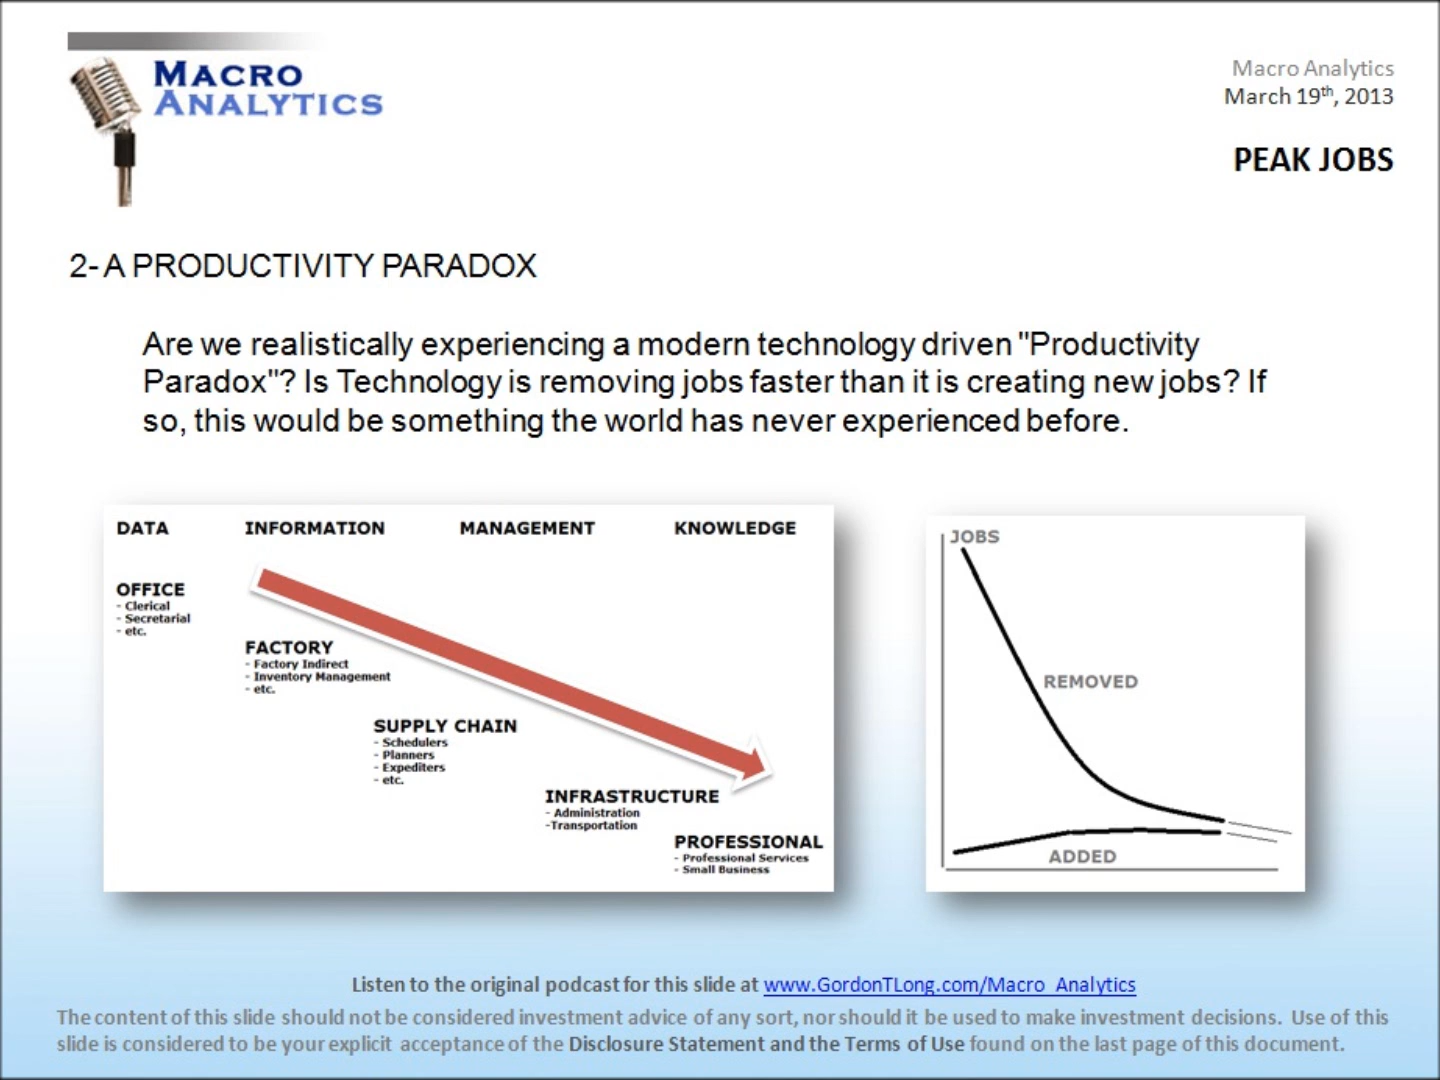 MACRO
ANALYTICS
Macro Analytics
March 19th, 2013
PEAK JOBS
2- A PRODUCTIVITY PARADOX
Are we realistically experiencing a modern technology driven "Productivity
Paradox"? Is Technology is removing jobs faster than it is creating new jobs? If
so, this would be something the world has never experienced before.
DATA INFORMATION MANAGEMENT KNOWLEDGE
OFFICE
- Clerical
- Secretarial
- etc.
FACTORY
- Factory Indirect
- Inventory Management
- etc.
SUPPLY CHAIN
- Schedulers
- Planners
- Expediters
- etc.
INFRASTRUCTURE
- Administration
-Transportation
PROFESSIONAL
- Professional Services
- Small Business
JOBS
REMOVED
ADDED
Listen to the original podcast for this slide at www.GordonTLong.com/Macro_Analytics
The content of this slide should not be considered investment advice of any sort, nor should it be used to make investment decisions. Use of this
slide is considered to be your explicit acceptance of the Disclosure Statement and the Terms of Use found on the last page of this document.